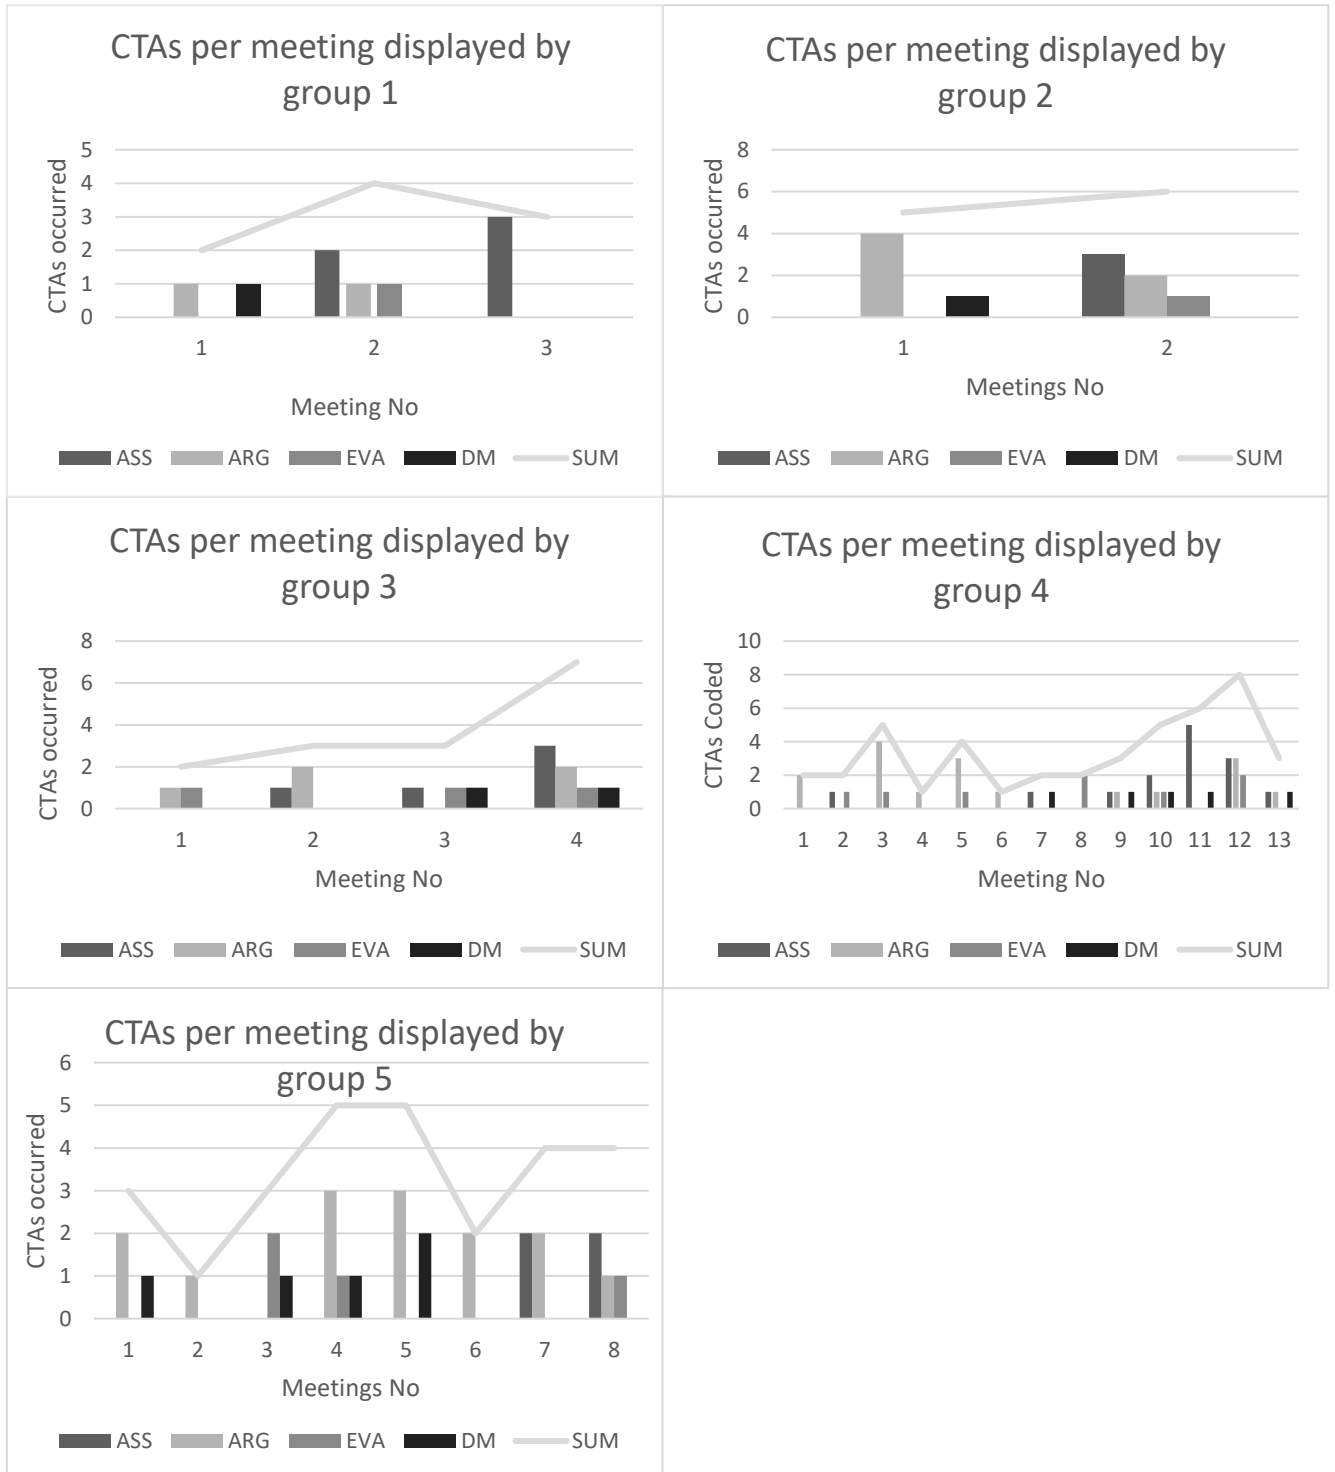 CTAs per meeting displayed by
group 1
5
4
3
2
1
0
CTAs occurred
1 2 3
Meeting No
ASS ARG EVA DM SUM
CTAs per meeting displayed by
group 2
8
6
4
2
0
CTAs occurred
1 2
Meetings No
ASS ARG EVA DM SUM
CTAs per meeting displayed by
group 3
8
6
4
2
0
CTAs occurred
1 2 3 4
Meeting No
ASS ARG EVA DM SUM
CTAs per meeting displayed by
group 4
10
8
6
4
2
0
CTAs Coded
1 2 3 4 5 6 7 8 9 10 11 12 13
Meeting No
ASS ARG EVA DM SUM
CTAs per meeting displayed by
group 5
6
5
4
3
2
1
0
CTAs occurred
1 2 3 4 5 6 7 8
Meetings No
ASS ARG EVA DM SUM